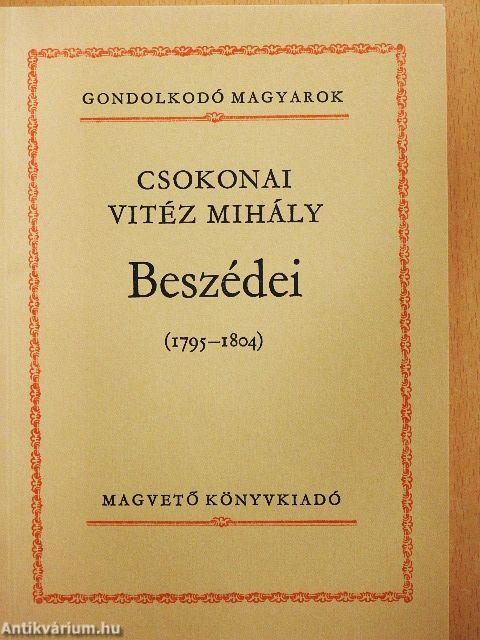 GONDOLKODÓ MAGYAROK
CSOKONAI
VITÉZ MIHÁLY
Beszédei
(1795–1804)
MAGVETŐ KÖNYVKIADÓ
Antikvárium.hu